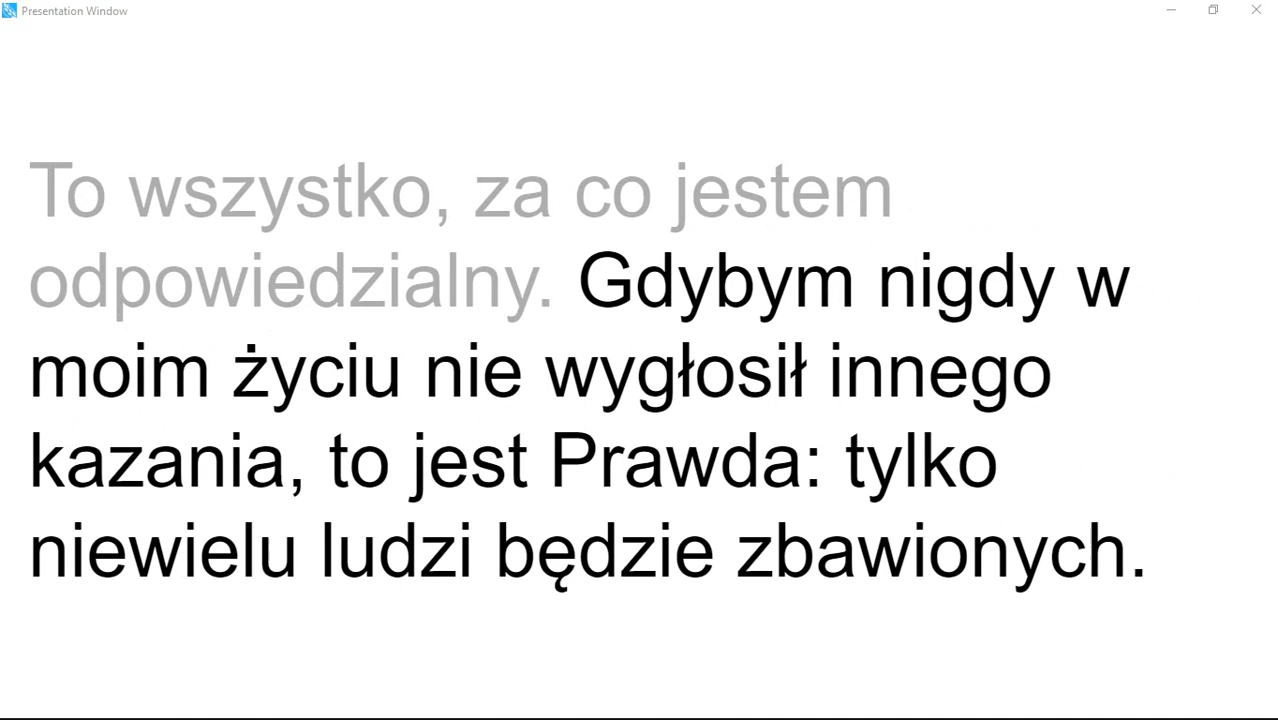 Presentation Window
To wszystko, za co jestem
odpowiedzialny. Gdybym nigdy w
moim życiu nie wygłosił innego
kazania, to jest Prawda: tylko
niewielu ludzi będzie zbawionych.